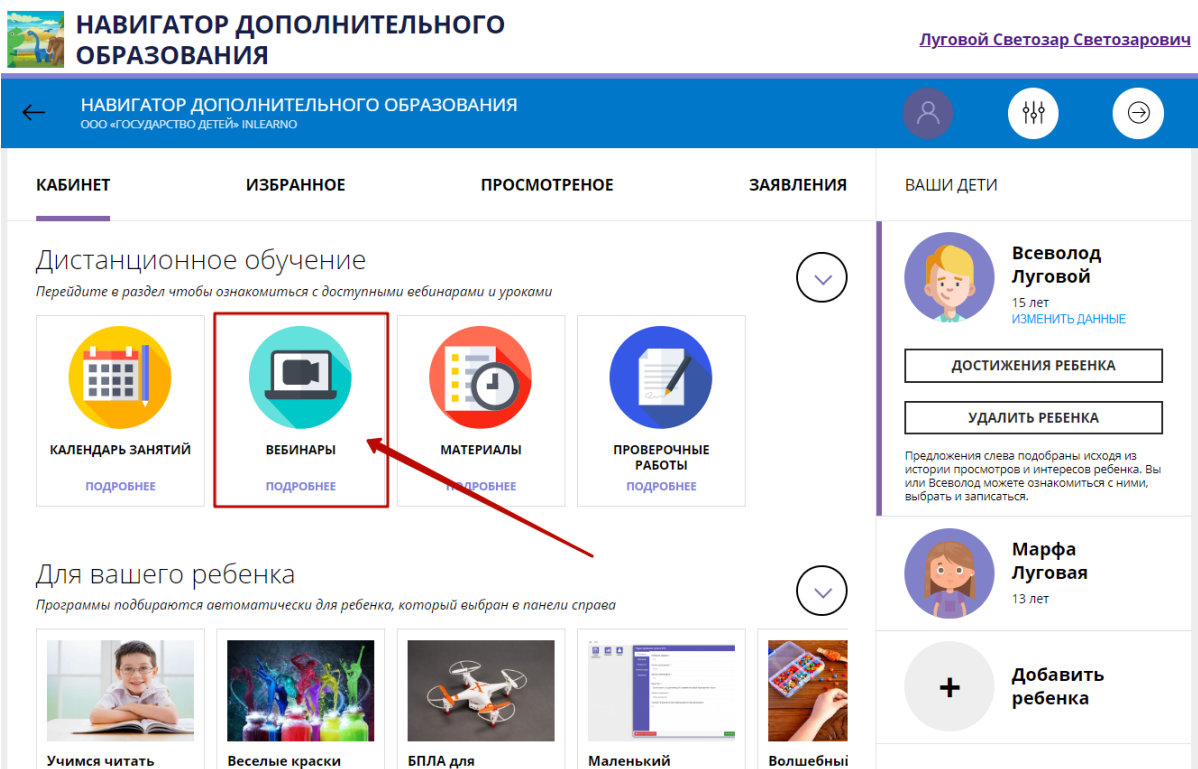 НАВИГАТОР ДОПОЛНИТЕЛЬНОГО
ОБРАЗОВАНИЯ
Луговой Светозар Светозарович
НАВИГАТОР ДОПОЛНИТЕЛЬНОГО ОБРАЗОВАНИЯ
ООО «ГОСУДАРСТВО ДЕТЕЙ» INLEARNO
КАБИНЕТ
ИЗБРАННОЕ
ПРОСМОТРЕНОЕ
ЗАЯВЛЕНИЯ
Дистанционное обучение
Перейдите в раздел чтобы ознакомиться с доступными вебинарами и уроками
КАЛЕНДАРЬ ЗАНЯТИЙ
ПОДРОБНЕЕ
ВЕБИНАРЫ
ПОДРОБНЕЕ
МАТЕРИАЛЫ
ПОДРОБНЕЕ
ПРОВЕРОЧНЫЕ
РАБОТЫ
ПОДРОБНЕЕ
Для вашего ребенка
Программы подбираются автоматически для ребенка, который выбран в панели справа
Учимся читать
Веселые краски
БПЛА для
Маленький
Волшебный
ВАШИ ДЕТИ
Всеволод
Луговой
15 лет
ИЗМЕНИТЬ ДАННЫЕ
ДОСТИЖЕНИЯ РЕБЕНКА
УДАЛИТЬ РЕБЕНКА
Предложения слева подобраны исходя из
истории просмотров и интересов ребенка. Вы
или Всеволод можете ознакомиться с ними,
выбрать и записаться.
Марфа
Луговая
13 лет
Добавить
ребенка